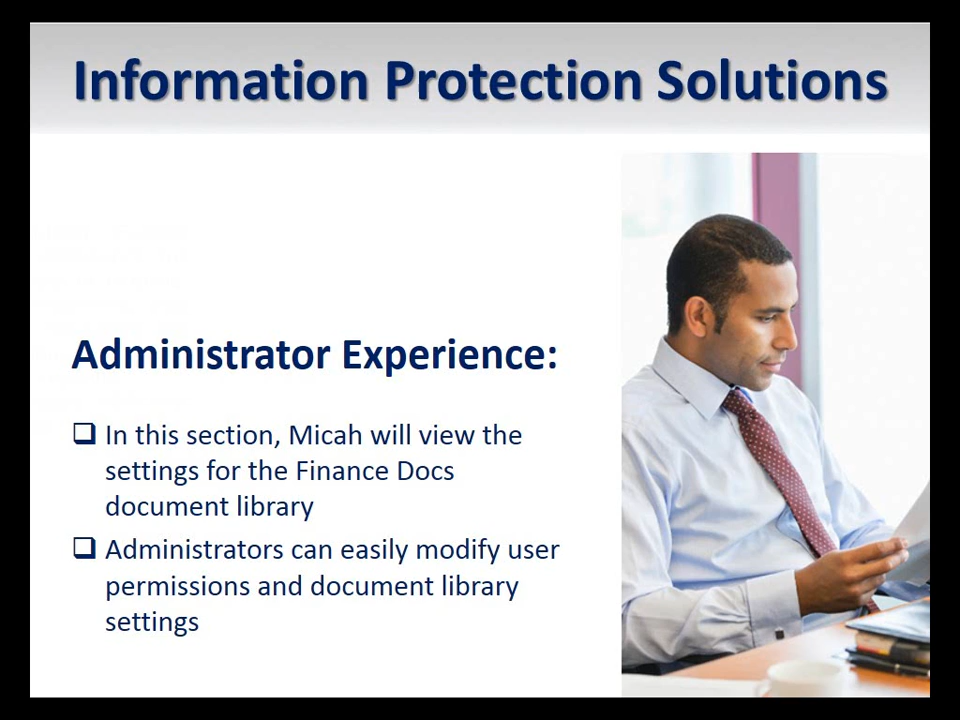 Information Protection Solutions
Administrator Experience:
❑ In this section, Micah will view the
settings for the Finance Docs
document library
❑ Administrators can easily modify user
permissions and document library
settings